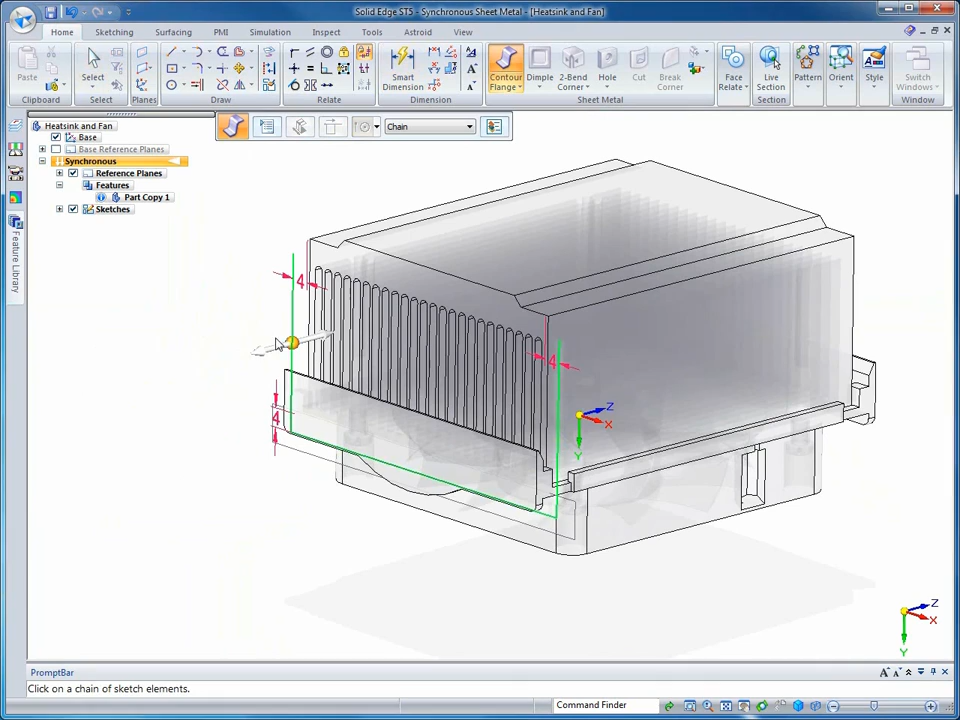 Solid Edge ST5 - Synchronous Sheet Metal - [Heatsink and Fan]
Home Sketching Surfacing PMI Simulation Inspect Tools Astroid View
Paste Select Smart Dimension Contour Flange Dimple 2-Bend Corner Hole Cut Break Corner Face Relate Live Section Pattern Orient Style Switch Windows
Clipboard Select Planes Draw Relate Dimension Sheet Metal Section Window
Chain
Heatsink and Fan
Base
Base Reference Planes
Synchronous
Reference Planes
Features
Part Copy 1
Sketches
Feature Library
4
4
4
Z
X
Y
Z
X
Y
PromptBar
Click on a chain of sketch elements.
Command Finder